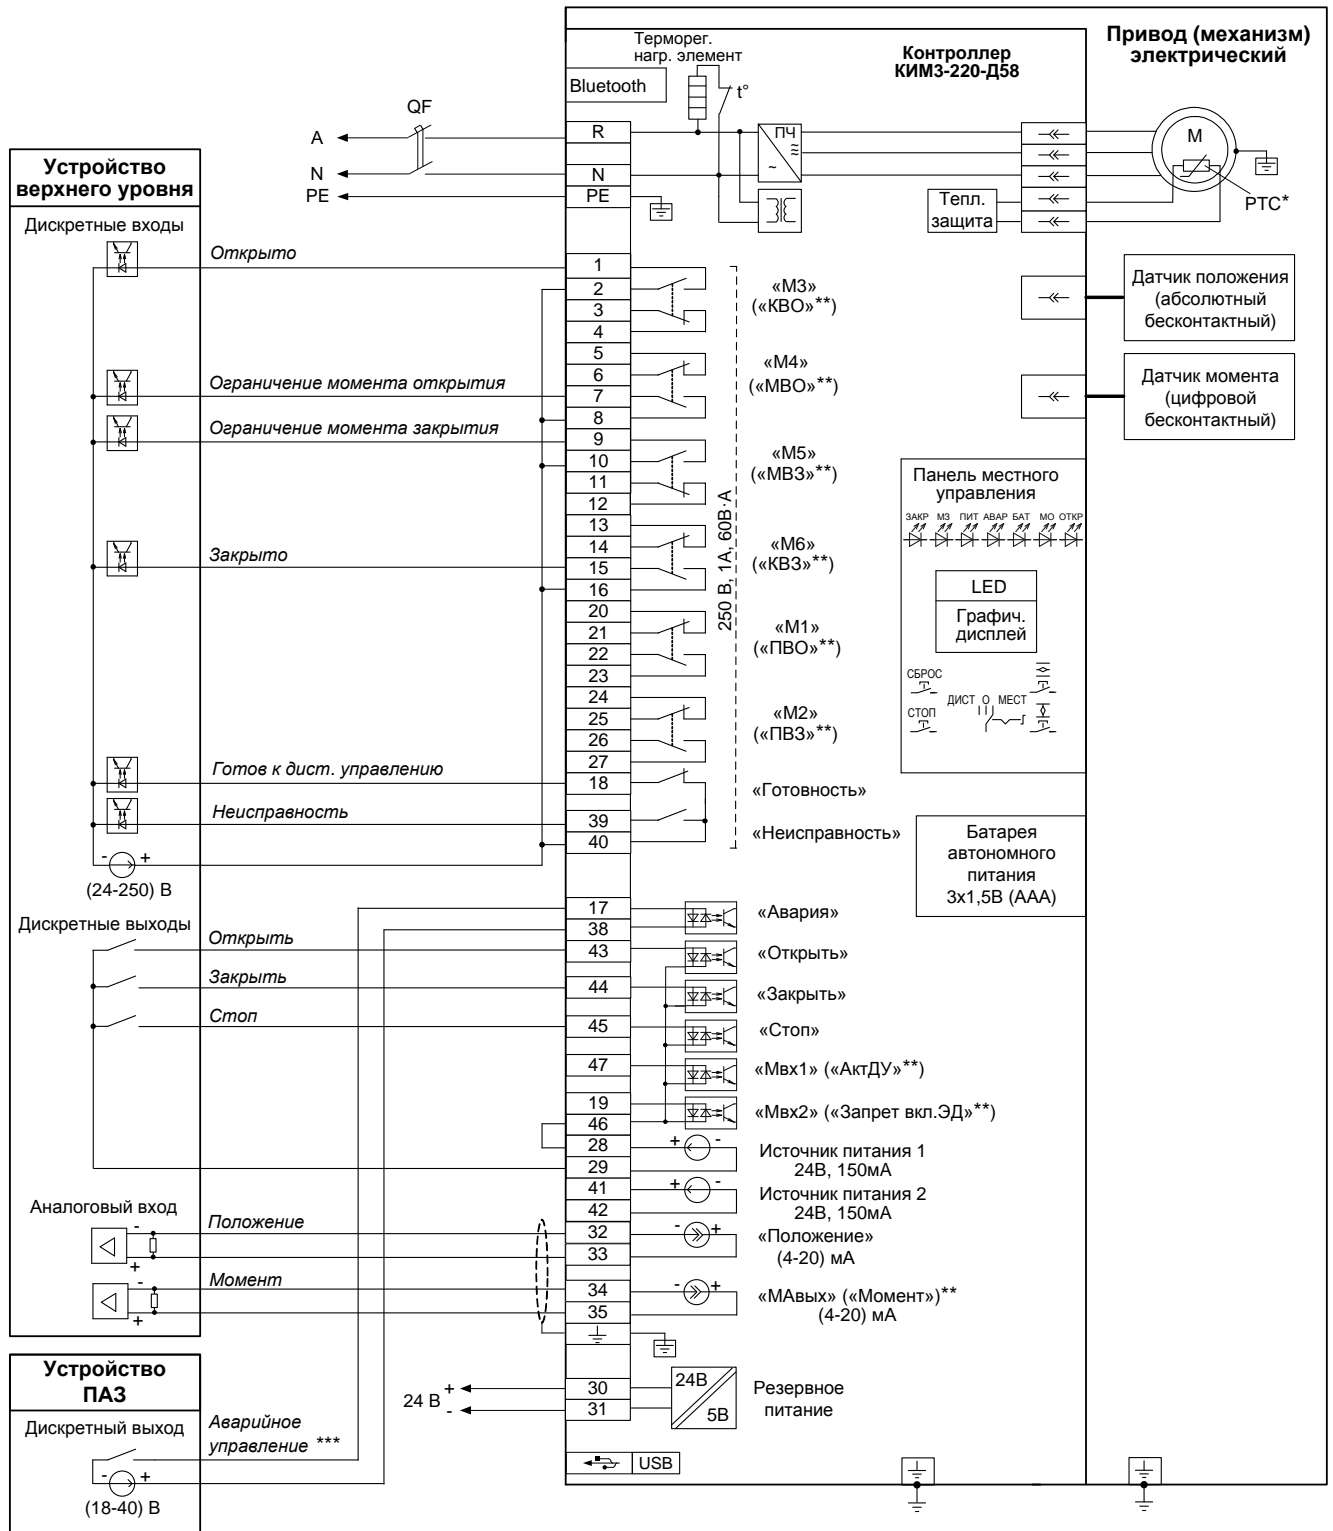 Привод (механизм)
электрический
Контроллер
КИМ3-220-Д58
Терморег.
нагр. элемент
Bluetooth
t°
QF
A
N
PE
R
N
PE
ПЧ
≈
~
M
PTC*
Тепл.
защита
Устройство
верхнего уровня
Дискретные входы
Открыто
Ограничение момента открытия
Ограничение момента закрытия
Закрыто
Готов к дист. управлению
Неисправность
- +
(24-250) В
1
2
3
4
5
6
7
8
9
10
11
12
13
14
15
16
20
21
22
23
24
25
26
27
18
39
40
«М3»
(«КВО»**)
«М4»
(«МВО»**)
«М5»
(«МВЗ»**)
«М6»
(«КВЗ»**)
«М1»
(«ПВО»**)
«М2»
(«ПВЗ»**)
«Готовность»
«Неисправность»
250 В, 1А, 60В·А
Датчик положения
(абсолютный
бесконтактный)
Датчик момента
(цифровой
бесконтактный)
Панель местного
управления
ЗАКР МЗ ПИТ АВАР БАТ МО ОТКР
LED
Графич.
дисплей
СБРОС
СТОП
ДИСТ О МЕСТ
Батарея
автономного
питания
3х1,5В (ААА)
Дискретные выходы
Открыть
Закрыть
Стоп
17
38
43
44
45
47
19
46
28
29
41
42
32
33
34
35
30
31
«Авария»
«Открыть»
«Закрыть»
«Стоп»
«Мвх1» («АктДУ»**)
«Мвх2» («Запрет вкл.ЭД»**)
+ -
Источник питания 1
24В, 150мА
+ -
Источник питания 2
24В, 150мА
- +
«Положение»
(4-20) мА
- +
«МАвых» («Момент»)**
(4-20) мА
Аналоговый вход
Положение
-
+
Момент
-
+
24 В
+
-
24В
5В
Резервное
питание
USB
Устройство
ПАЗ
Дискретный выход
Аварийное
управление ***
- +
(18-40) В